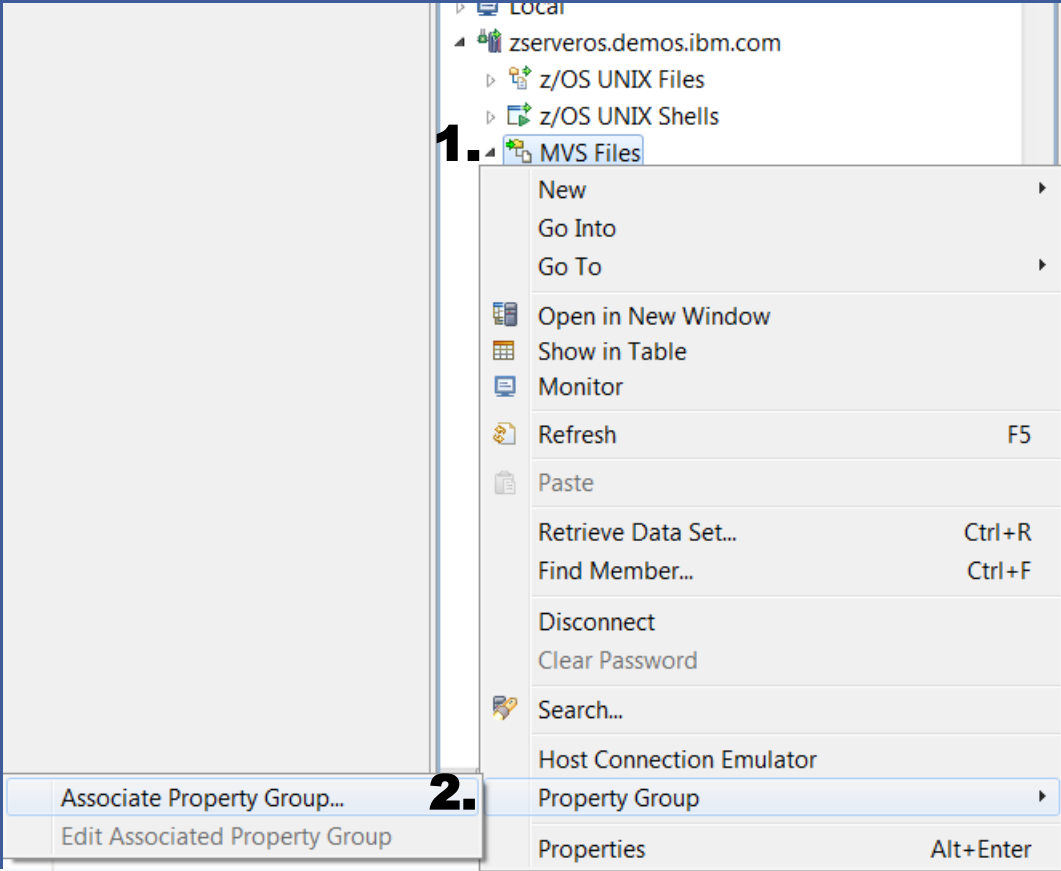 Local
zserveros.demos.ibm.com
z/OS UNIX Files
z/OS UNIX Shells
1. MVS Files
New
Go Into
Go To
Open in New Window
Show in Table
Monitor
Refresh F5
Paste
Retrieve Data Set... Ctrl+R
Find Member... Ctrl+F
Disconnect
Clear Password
Search...
Host Connection Emulator
Associate Property Group... 2. Property Group
Edit Associated Property Group
Properties Alt+Enter